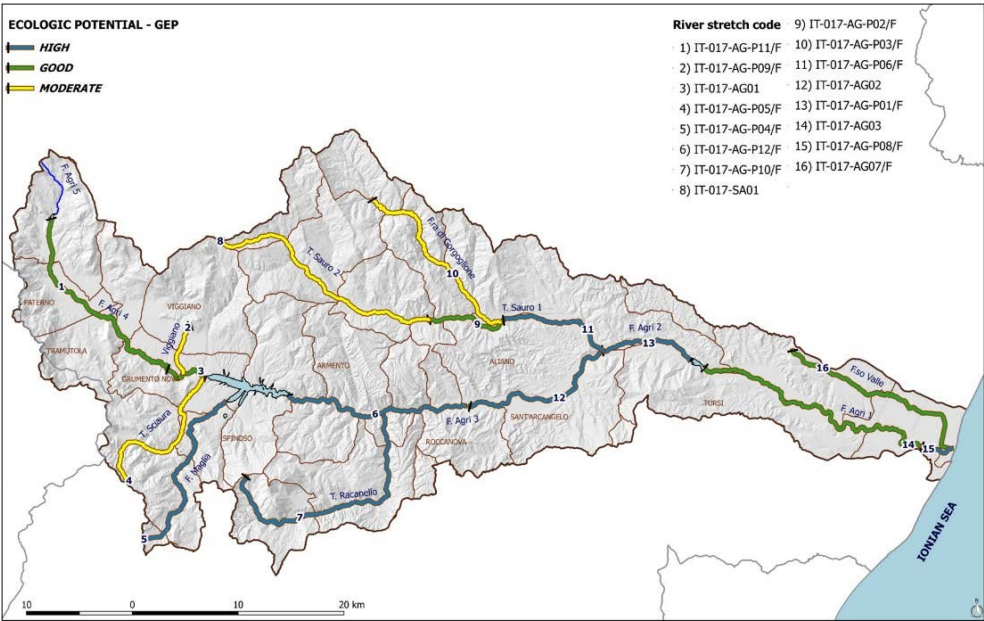 ECOLOGIC POTENTIAL - GEP
HIGH
GOOD
MODERATE
River stretch code
1) IT-017-AG-P11/F
2) IT-017-AG-P09/F
3) IT-017-AG01
4) IT-017-AG-P05/F
5) IT-017-AG-P04/F
6) IT-017-AG-P12/F
7) IT-017-AG-P10/F
8) IT-017-SA01
9) IT-017-AG-P02/F
10) IT-017-AG-P03/F
11) IT-017-AG-P06/F
12) IT-017-AG02
13) IT-017-AG-P01/F
14) IT-017-AG03
15) IT-017-AG-P08/F
16) IT-017-AG07/F
F. Agri 5
8
T. Sauro 2
F.ra di Gorgoglione
10
1
PATERNO
F. Agri 4
VIGGIANO
Viggiano
2
9
T. Sauro 1
11
F. Agri 2
13
TRAMUTOLA
GRUMENTO NOVA
3
ARMENTO
ALIANO
16
F.so Valle
T. Sciaura
SPINOSO
6
F. Agri 3
12
SANT'ARCANGELO
ROCCANOVA
TURSI
F. Agri 1
14
15
4
F. Maglia
5
T. Racanello
7
IONIAN SEA
10 0 10 20 km
N